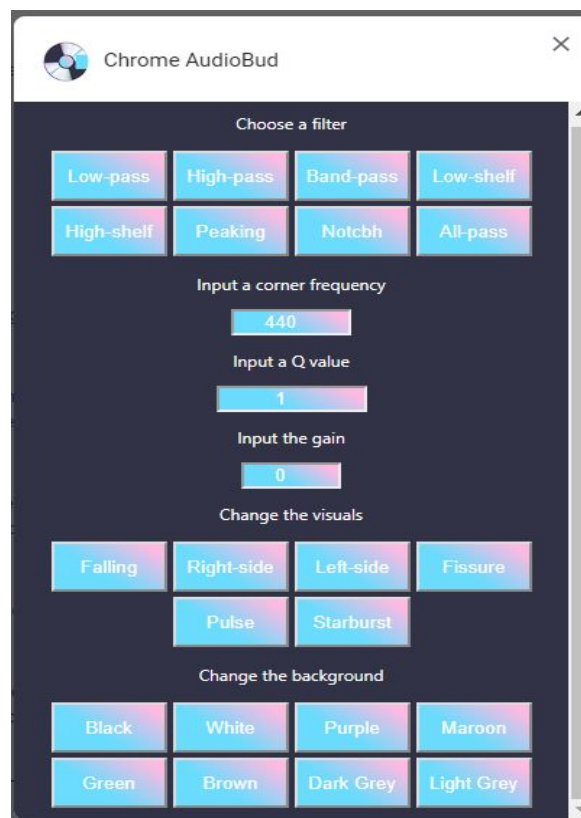 Chrome AudioBud
Choose a filter
Low-pass High-pass Band-pass Low-shelf
High-shelf Peaking Notcbh All-pass
Input a corner frequency
440
Input a Q value
1
Input the gain
0
Change the visuals
Falling Right-side Left-side Fissure
Pulse Starburst
Change the background
Black White Purple Maroon
Green Brown Dark Grey Light Grey